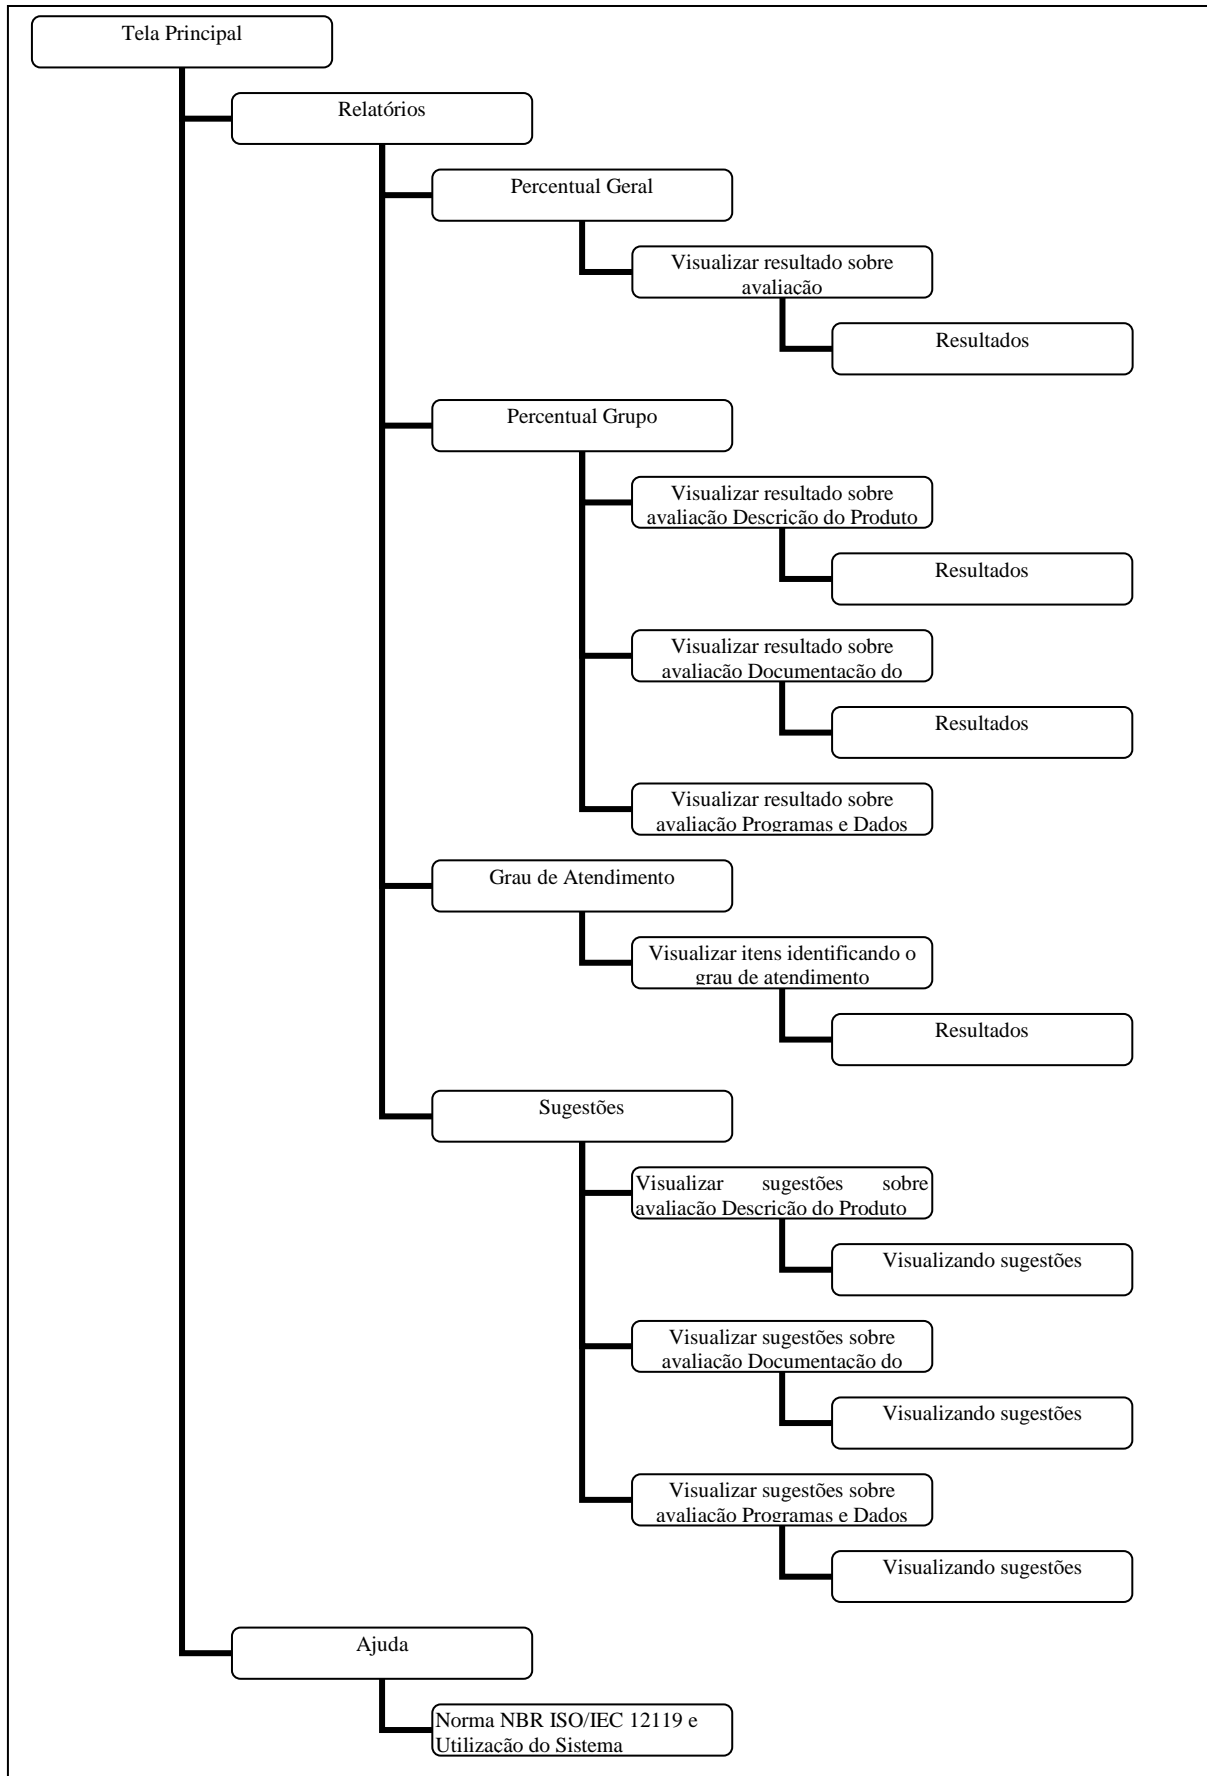 Tela Principal
Relatórios
Percentual Geral
Visualizar resultado sobre
avaliação
Resultados
Percentual Grupo
Visualizar resultado sobre
avaliação Descrição do Produto
Resultados
Visualizar resultado sobre
avaliação Documentação do
Resultados
Visualizar resultado sobre
avaliação Programas e Dados
Grau de Atendimento
Visualizar itens identificando o
grau de atendimento
Resultados
Sugestões
Visualizar sugestões sobre
avaliação Descrição do Produto
Visualizando sugestões
Visualizar sugestões sobre
avaliação Documentação do
Visualizando sugestões
Visualizar sugestões sobre
avaliação Programas e Dados
Visualizando sugestões
Ajuda
Norma NBR ISO/IEC 12119 e
Utilização do Sistema